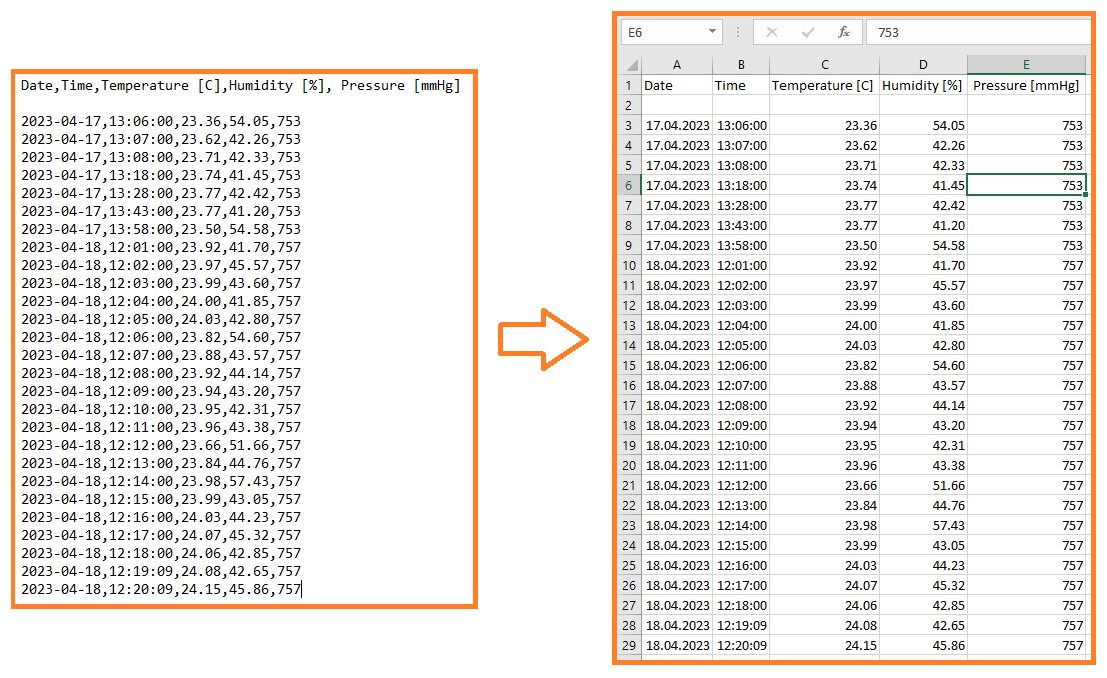 Date,Time,Temperature [C],Humidity [%], Pressure [mmHg]
2023-04-17,13:06:00,23.36,54.05,753
2023-04-17,13:07:00,23.62,42.26,753
2023-04-17,13:08:00,23.71,42.33,753
2023-04-17,13:18:00,23.74,41.45,753
2023-04-17,13:28:00,23.77,42.42,753
2023-04-17,13:43:00,23.77,41.20,753
2023-04-17,13:58:00,23.50,54.58,753
2023-04-18,12:01:00,23.92,41.70,757
2023-04-18,12:02:00,23.97,45.57,757
2023-04-18,12:03:00,23.99,43.60,757
2023-04-18,12:04:00,24.00,41.85,757
2023-04-18,12:05:00,24.03,42.80,757
2023-04-18,12:06:00,23.82,54.60,757
2023-04-18,12:07:00,23.88,43.57,757
2023-04-18,12:08:00,23.92,44.14,757
2023-04-18,12:09:00,23.94,43.20,757
2023-04-18,12:10:00,23.95,42.31,757
2023-04-18,12:11:00,23.96,43.38,757
2023-04-18,12:12:00,23.66,51.66,757
2023-04-18,12:13:00,23.84,44.76,757
2023-04-18,12:14:00,23.98,57.43,757
2023-04-18,12:15:00,23.99,43.05,757
2023-04-18,12:16:00,24.03,44.23,757
2023-04-18,12:17:00,24.07,45.32,757
2023-04-18,12:18:00,24.06,42.85,757
2023-04-18,12:19:09,24.08,42.65,757
2023-04-18,12:20:09,24.15,45.86,757
E6 fx 753
A B C D E
1 Date Time Temperature [C] Humidity [%] Pressure [mmHg]
2
3 17.04.2023 13:06:00 23.36 54.05 753
4 17.04.2023 13:07:00 23.62 42.26 753
5 17.04.2023 13:08:00 23.71 42.33 753
6 17.04.2023 13:18:00 23.74 41.45 753
7 17.04.2023 13:28:00 23.77 42.42 753
8 17.04.2023 13:43:00 23.77 41.20 753
9 17.04.2023 13:58:00 23.50 54.58 753
10 18.04.2023 12:01:00 23.92 41.70 757
11 18.04.2023 12:02:00 23.97 45.57 757
12 18.04.2023 12:03:00 23.99 43.60 757
13 18.04.2023 12:04:00 24.00 41.85 757
14 18.04.2023 12:05:00 24.03 42.80 757
15 18.04.2023 12:06:00 23.82 54.60 757
16 18.04.2023 12:07:00 23.88 43.57 757
17 18.04.2023 12:08:00 23.92 44.14 757
18 18.04.2023 12:09:00 23.94 43.20 757
19 18.04.2023 12:10:00 23.95 42.31 757
20 18.04.2023 12:11:00 23.96 43.38 757
21 18.04.2023 12:12:00 23.66 51.66 757
22 18.04.2023 12:13:00 23.84 44.76 757
23 18.04.2023 12:14:00 23.98 57.43 757
24 18.04.2023 12:15:00 23.99 43.05 757
25 18.04.2023 12:16:00 24.03 44.23 757
26 18.04.2023 12:17:00 24.07 45.32 757
27 18.04.2023 12:18:00 24.06 42.85 757
28 18.04.2023 12:19:09 24.08 42.65 757
29 18.04.2023 12:20:09 24.15 45.86 757